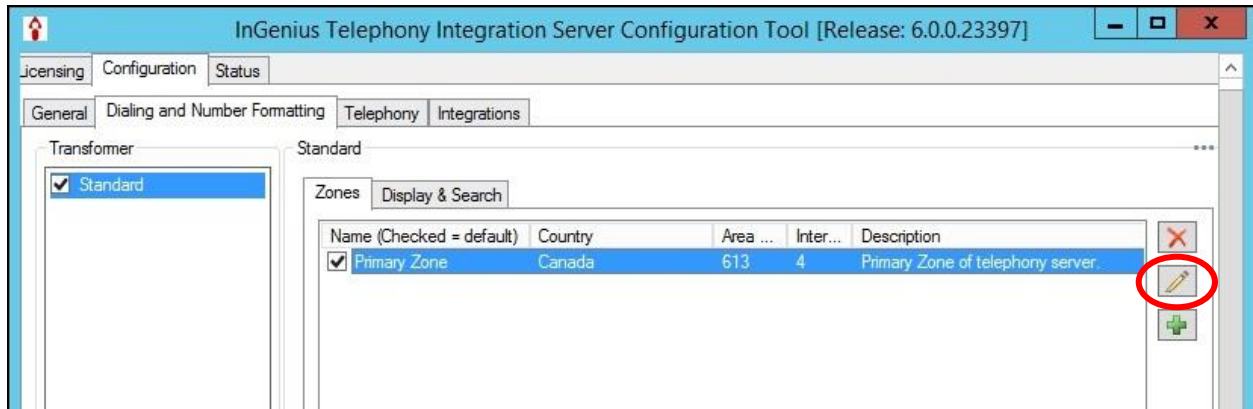 InGenius Telephony Integration Server Configuration Tool [Release: 6.0.0.23397]
Licensing Configuration Status
General Dialing and Number Formatting Telephony Integrations
Transformer
Standard
Standard
Zones Display & Search
Name (Checked = default) Country Area ... Inter... Description
Primary Zone Canada 613 4 Primary Zone of telephony server.